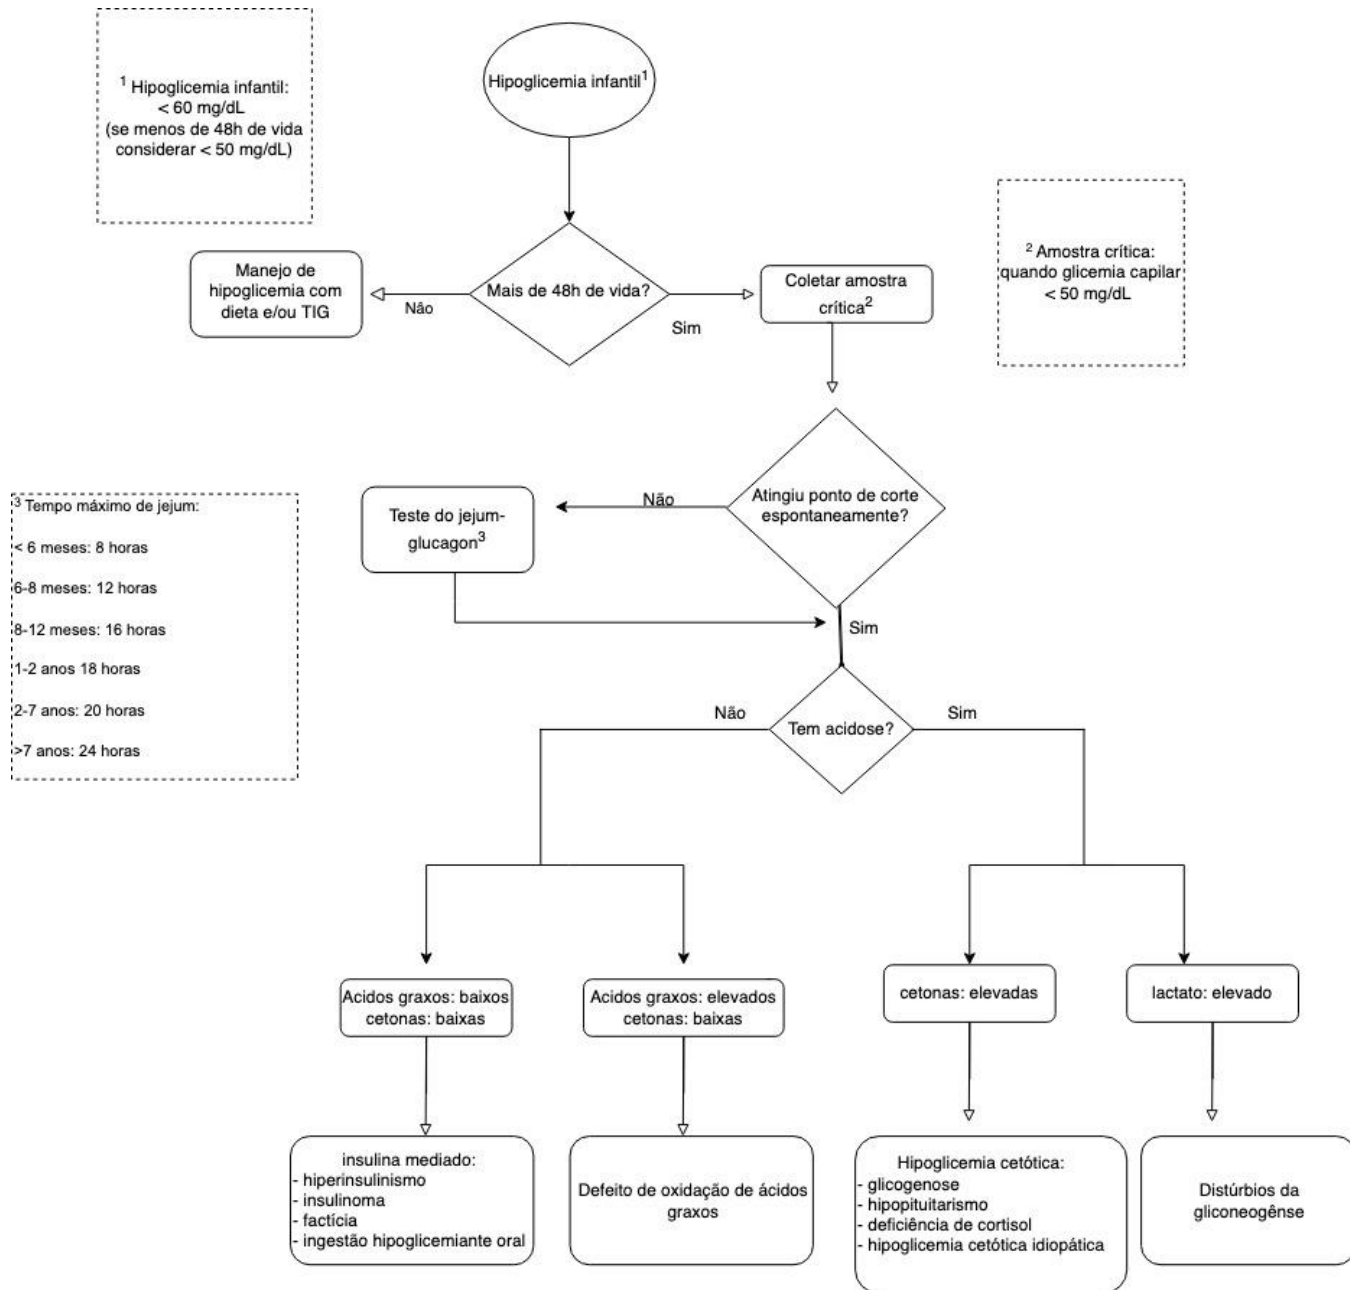 ¹ Hipoglicemia infantil:
< 60 mg/dL
(se menos de 48h de vida
considerar < 50 mg/dL)
Hipoglicemia infantil¹
² Amostra crítica:
quando glicemia capilar
< 50 mg/dL
Manejo de
hipoglicemia com
dieta e/ou TIG
Não
Mais de 48h de vida?
Sim
Coletar amostra
crítica²
³ Tempo máximo de jejum:
< 6 meses: 8 horas
6-8 meses: 12 horas
8-12 meses: 16 horas
1-2 anos 18 horas
2-7 anos: 20 horas
>7 anos: 24 horas
Teste do jejum-
glucagon³
Não
Atingiu ponto de corte
espontaneamente?
Sim
Não
Tem acidose?
Sim
Acidos graxos: baixos
cetonas: baixas
Acidos graxos: elevados
cetonas: baixas
cetonas: elevadas
lactato: elevado
insulina mediado:
- hiperinsulinismo
- insulinoma
- factícia
- ingestão hipoglicemiante oral
Defeito de oxidação de ácidos
graxos
Hipoglicemia cetótica:
- glicogenose
- hipopituitarismo
- deficiência de cortisol
- hipoglicemia cetótica idiopática
Distúrbios da
gliconeogênse